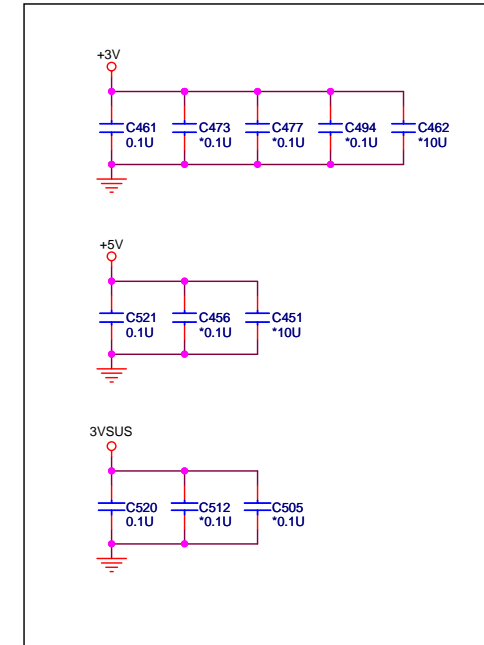 +3V
C461 C473 C477 C494 C462
0.1U *0.1U *0.1U *0.1U *10U
+5V
C521 C456 C451
0.1U *0.1U *10U
3VSUS
C520 C512 C505
0.1U *0.1U *0.1U